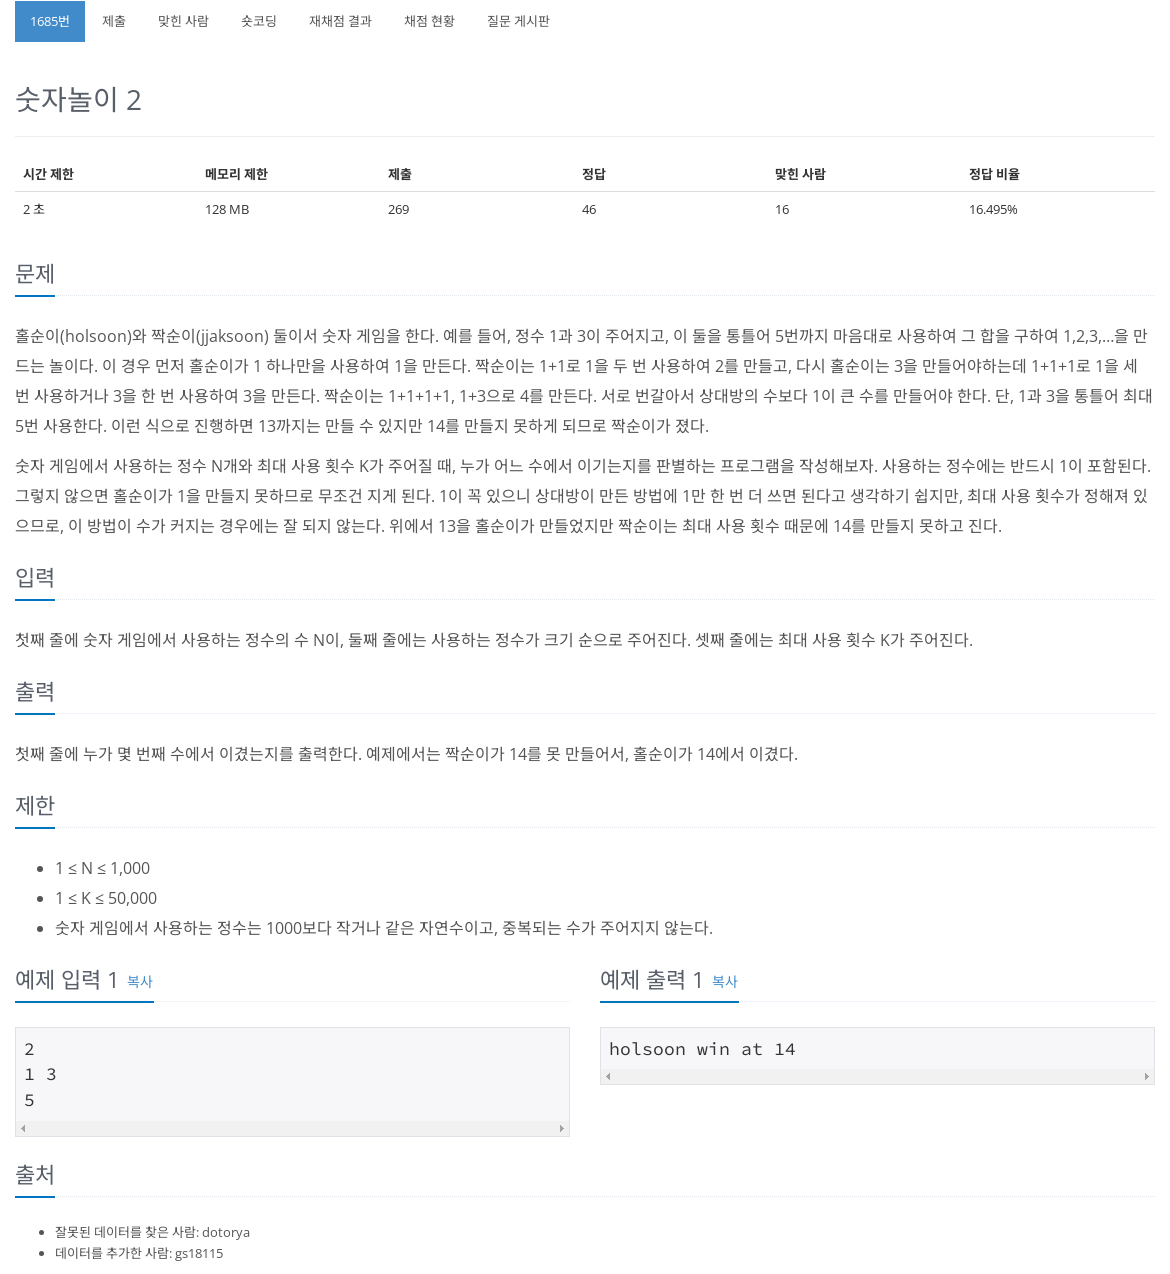 1685번 제출 맞힌 사람 숏코딩 재채점 결과 채점 현황 질문 게시판
숫자놀이 2
시간 제한 메모리 제한 제출 정답 맞힌 사람 정답 비율
2 초 128 MB 269 46 16 16.495%
문제
홀순이(holsoon)와 짝순이(jjaksoon) 둘이서 숫자 게임을 한다. 예를 들어, 정수 1과 3이 주어지고, 이 둘을 통틀어 5번까지 마음대로 사용하여 그 합을 구하여 1,2,3,...을 만
드는 놀이다. 이 경우 먼저 홀순이가 1 하나만을 사용하여 1을 만든다. 짝순이는 1+1로 1을 두 번 사용하여 2를 만들고, 다시 홀순이는 3을 만들어야하는데 1+1+1로 1을 세
번 사용하거나 3을 한 번 사용하여 3을 만든다. 짝순이는 1+1+1+1, 1+3으로 4를 만든다. 서로 번갈아서 상대방의 수보다 1이 큰 수를 만들어야 한다. 단, 1과 3을 통틀어 최대
5번 사용한다. 이런 식으로 진행하면 13까지는 만들 수 있지만 14를 만들지 못하게 되므로 짝순이가 졌다.
숫자 게임에서 사용하는 정수 N개와 최대 사용 횟수 K가 주어질 때, 누가 어느 수에서 이기는지를 판별하는 프로그램을 작성해보자. 사용하는 정수에는 반드시 1이 포함된다.
그렇지 않으면 홀순이가 1을 만들지 못하므로 무조건 지게 된다. 1이 꼭 있으니 상대방이 만든 방법에 1만 한 번 더 쓰면 된다고 생각하기 쉽지만, 최대 사용 횟수가 정해져 있
으므로, 이 방법이 수가 커지는 경우에는 잘 되지 않는다. 위에서 13을 홀순이가 만들었지만 짝순이는 최대 사용 횟수 때문에 14를 만들지 못하고 진다.
입력
첫째 줄에 숫자 게임에서 사용하는 정수의 수 N이, 둘째 줄에는 사용하는 정수가 크기 순으로 주어진다. 셋째 줄에는 최대 사용 횟수 K가 주어진다.
출력
첫째 줄에 누가 몇 번째 수에서 이겼는지를 출력한다. 예제에서는 짝순이가 14를 못 만들어서, 홀순이가 14에서 이겼다.
제한
1 ≤ N ≤ 1,000
1 ≤ K ≤ 50,000
숫자 게임에서 사용하는 정수는 1000보다 작거나 같은 자연수이고, 중복되는 수가 주어지지 않는다.
예제 입력 1 복사
2
1 3
5
예제 출력 1 복사
holsoon win at 14
출처
잘못된 데이터를 찾은 사람: dotorya
데이터를 추가한 사람: gs18115